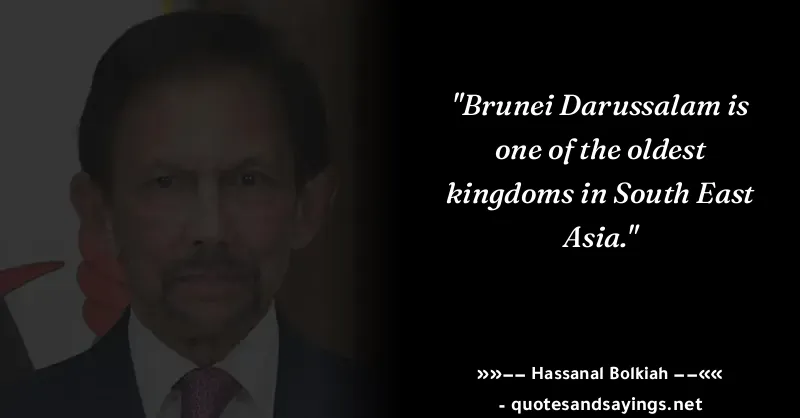 "Brunei Darussalam is
one of the oldest
kingdoms in South East
Asia."
»»–– Hassanal Bolkiah ––««
- quotesandsayings.net